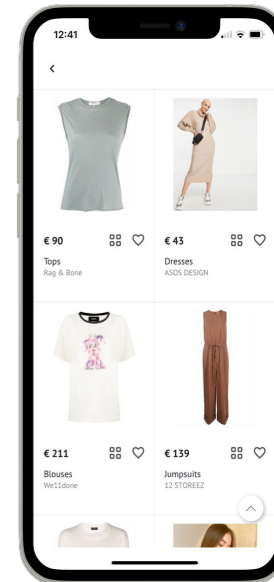 12:41
€ 90
Tops
Rag & Bone
€ 43
Dresses
ASOS DESIGN
€ 211
Blouses
We11done
€ 139
Jumpsuits
12 STOREEZ